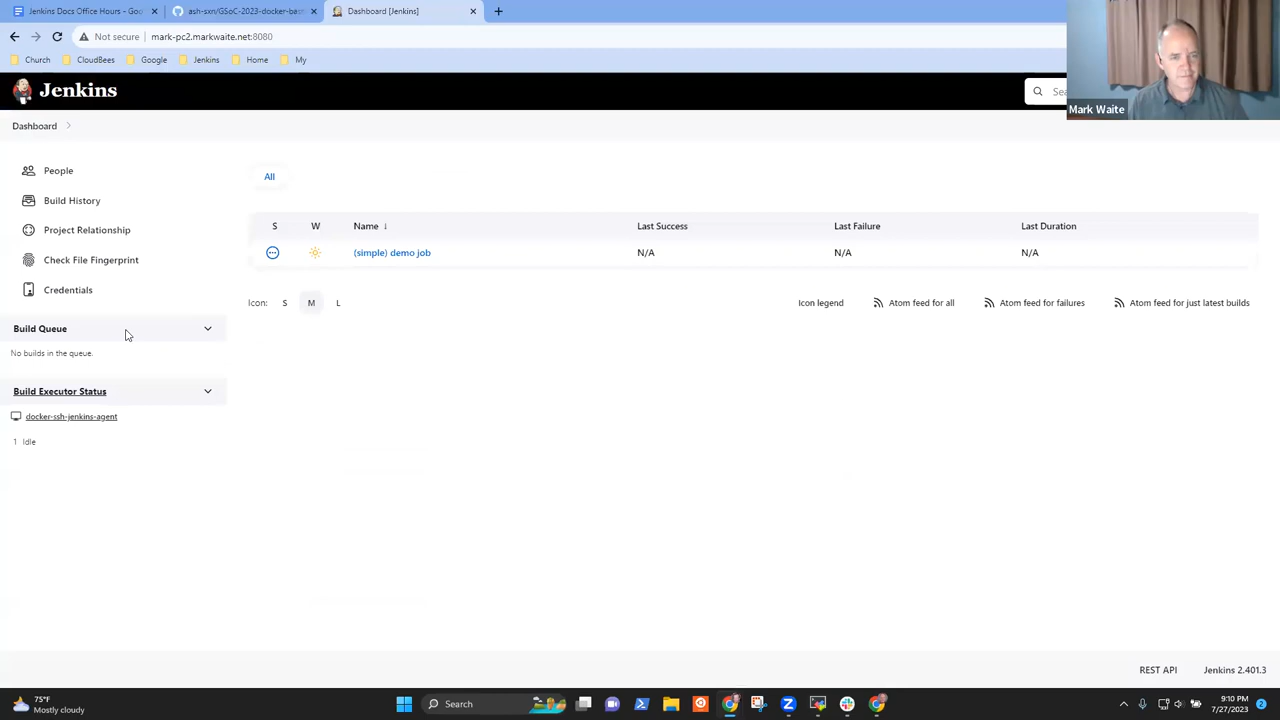 Jenkins Docs Office Hours - Goo
ash-sxn/GSoC-2023-docker-bas
Dashboard [Jenkins]
Not secure
mark-pc2.markwaite.net:8080
Church
CloudBees
Google
Jenkins
Home
My
Jenkins
Sea
Mark Waite
Dashboard
People
Build History
Project Relationship
Check File Fingerprint
Credentials
Build Queue
No builds in the queue.
Build Executor Status
docker-ssh-jenkins-agent
1 Idle
All
S W Name ↓ Last Success Last Failure Last Duration
(simple) demo job N/A N/A N/A
Icon: S M L
Icon legend Atom feed for all Atom feed for failures Atom feed for just latest builds
REST API Jenkins 2.401.3
75°F
Mostly cloudy
Search
9:10 PM
7/27/2023
2